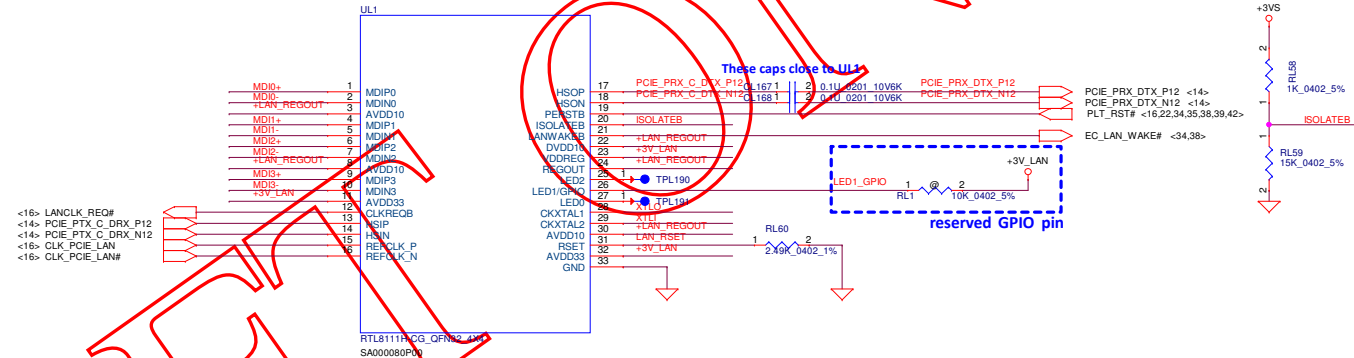 UL1
+3VS
These caps close to UL1
MDI0+ 1 MDIP0
MDI0- 2 MDIN0
+LAN_REGOUT 3 AVDD10
MDI1+ 4 MDIP1
MDI1- 5 MDIN1
MDI2+ 6 MDIP2
MDI2- 7 MDIN2
+LAN_REGOUT 8 AVDD10
MDI3+ 9 MDIP3
MDI3- 10 MDIN3
+3V_LAN 11 AVDD33
<16> LANCLK_REQ# 12 CLKREQB
<14> PCIE_PTX_C_DRX_P12 13 HSIP
<14> PCIE_PTX_C_DRX_N12 14 HSIN
<16> CLK_PCIE_LAN 15 REFCLK_P
<16> CLK_PCIE_LAN# 16 REFCLK_N
HSOP 17 PCIE_PRX_C_DTX_P12 CL167 1 2 0.1U_0201_10V6K PCIE_PRX_DTX_P12 PCIE_PRX_DTX_P12 <14>
HSON 18 PCIE_PRX_C_DTX_N12 CL168 1 2 0.1U_0201_10V6K PCIE_PRX_DTX_N12 PCIE_PRX_DTX_N12 <14>
PERSTB 19 PLT_RST# <16,22,34,35,38,39,42>
ISOLATEB 20 ISOLATEB
LANWAKEB 21 EC_LAN_WAKE# <34,38>
DVDD10 22 +LAN_REGOUT
VDDREG 23 +3V_LAN
REGOUT 24 +LAN_REGOUT
LED2 25 1 TPL190
LED1/GPIO 26 LED1_GPIO 1 @ 2 +3V_LAN
RL1 10K_0402_5%
LED0 27 1 TPL191
CKXTAL1 28 XTLO
CKXTAL2 29 XTLI
AVDD10 30 +LAN_REGOUT
RSET 31 LAN_RSET 1 RL60 2
2.49K_0402_1%
AVDD33 32 +3V_LAN
GND 33
reserved GPIO pin
2
RL58
1K_0402_5%
1
ISOLATEB
1
RL59
15K_0402_5%
2
RTL8111H-CG_QFN32_4X4
SA000080P00